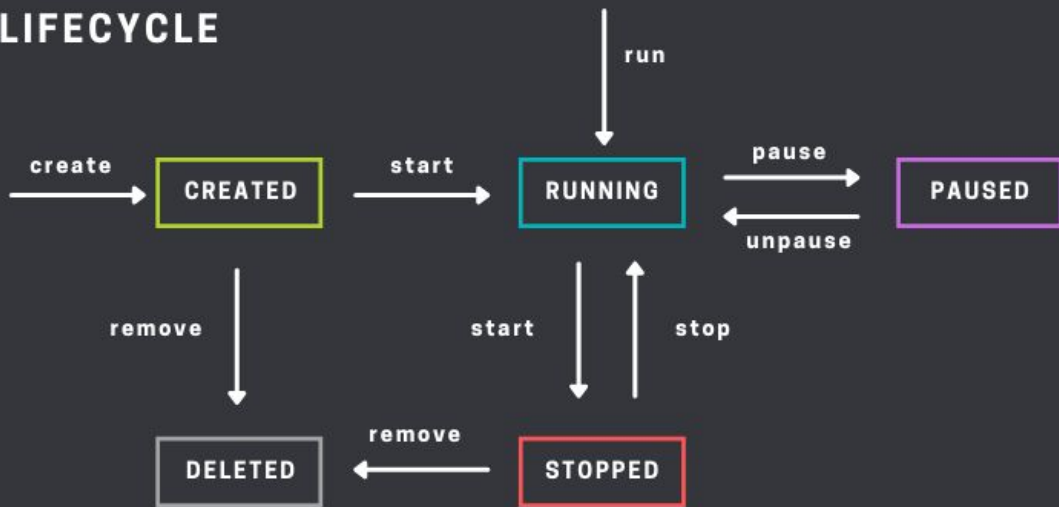 LIFECYCLE
run
create
start
pause
CREATED
RUNNING
PAUSED
unpause
remove
start
stop
remove
DELETED
STOPPED